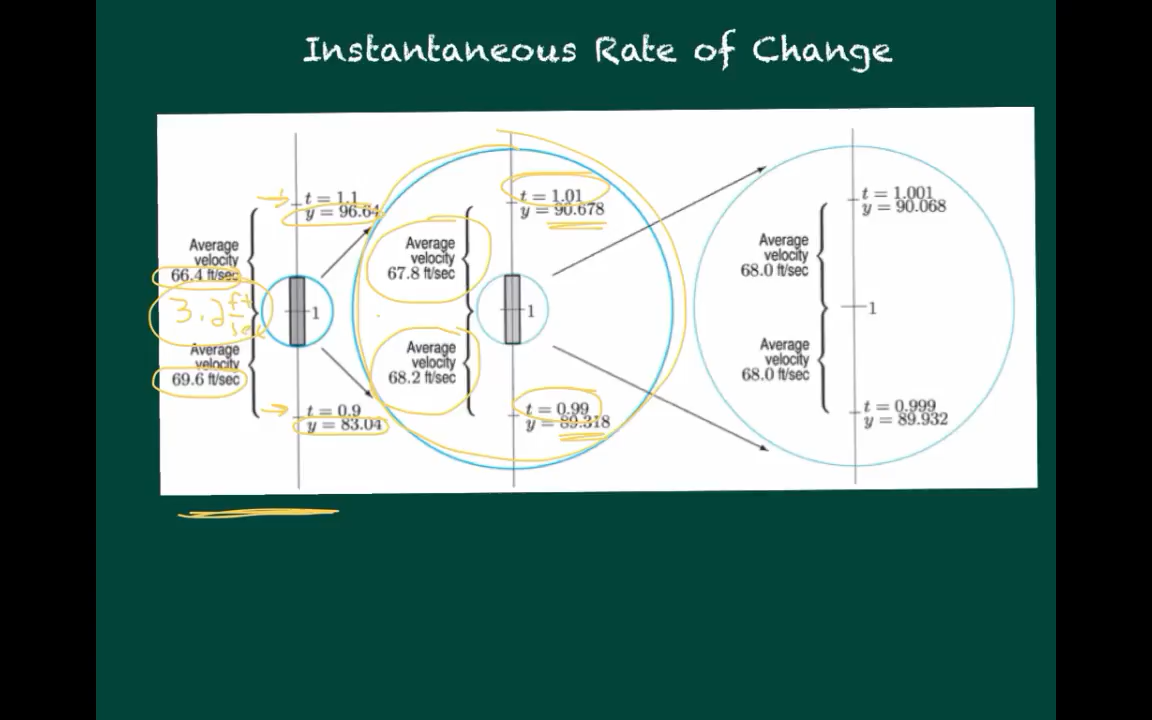 Instantaneous Rate of Change
t = 1.1
y = 96.64
Average
velocity
66.4 ft/sec
3.2 ft/sec
1
Average
velocity
69.6 ft/sec
t = 0.9
y = 83.04
t = 1.01
y = 90.678
Average
velocity
67.8 ft/sec
1
Average
velocity
68.2 ft/sec
t = 0.99
y = 89.318
t = 1.001
y = 90.068
Average
velocity
68.0 ft/sec
1
Average
velocity
68.0 ft/sec
t = 0.999
y = 89.932